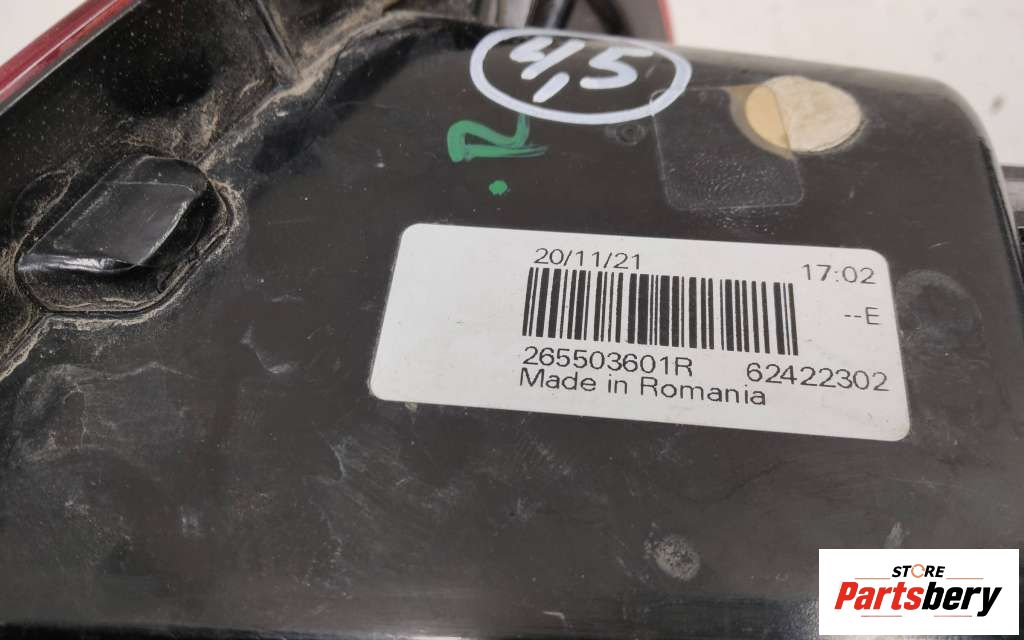 4,5
R
20/11/21 17:02
--E
265503601R 62422302
Made in Romania
STORE
Partsbery